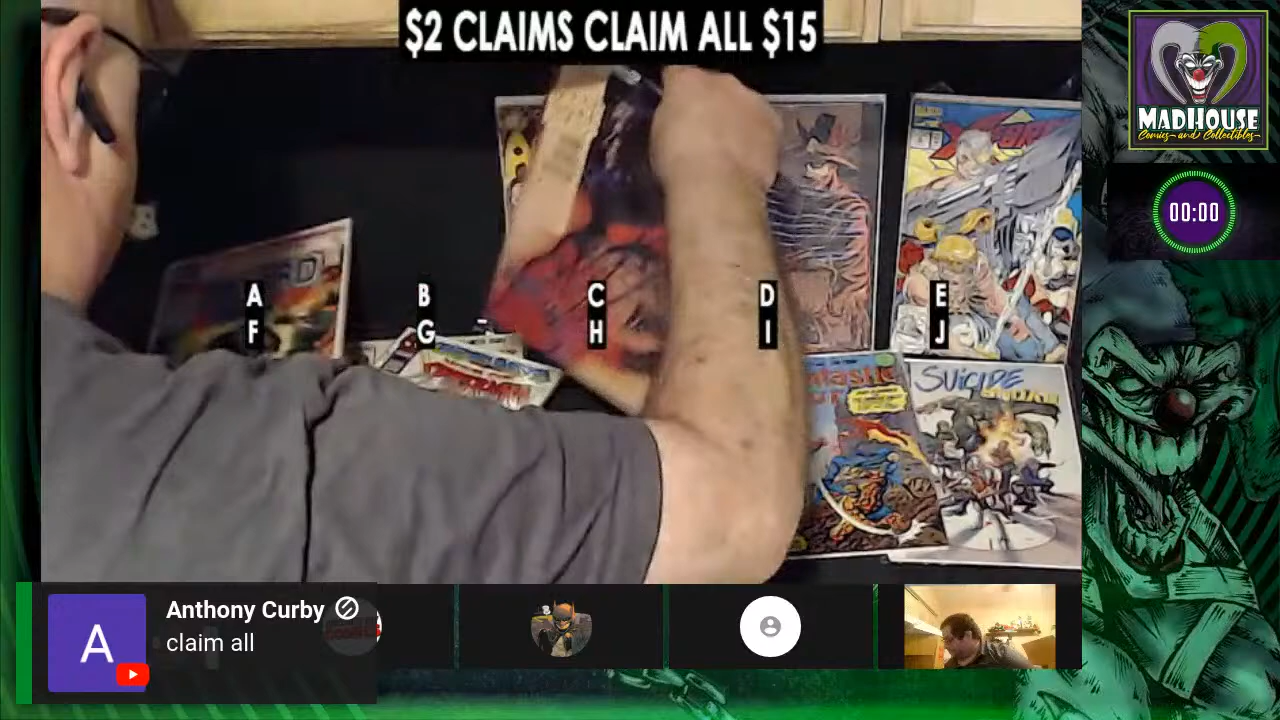 $2 CLAIMS CLAIM ALL $15
MADHOUSE
Comics and Collectibles
00:00
A
B
C
D
E
F
G
H
I
J
SUiCIDE
Anthony Curby
claim all
A